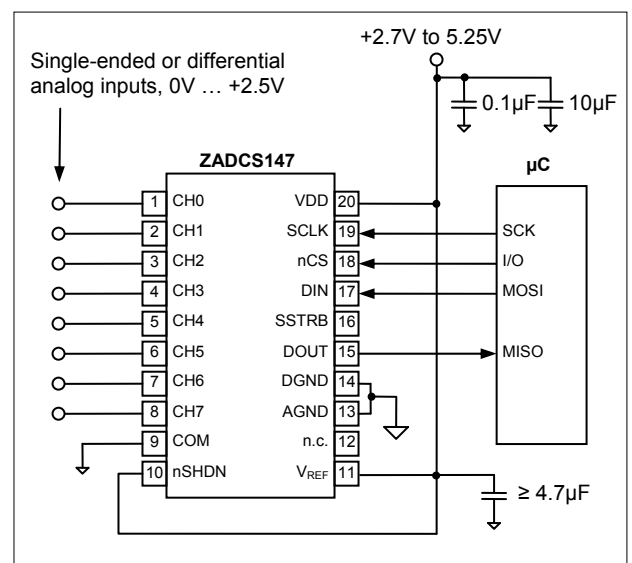 +2.7V to 5.25V
Single-ended or differential
analog inputs, 0V … +2.5V
0.1µF 10µF
ZADCS147 µC
1 CH0 VDD 20
2 CH1 SCLK 19 SCK
3 CH2 nCS 18 I/O
4 CH3 DIN 17 MOSI
5 CH4 SSTRB 16
6 CH5 DOUT 15 MISO
7 CH6 DGND 14
8 CH7 AGND 13
9 COM n.c. 12
10 nSHDN VREF 11
≥ 4.7µF